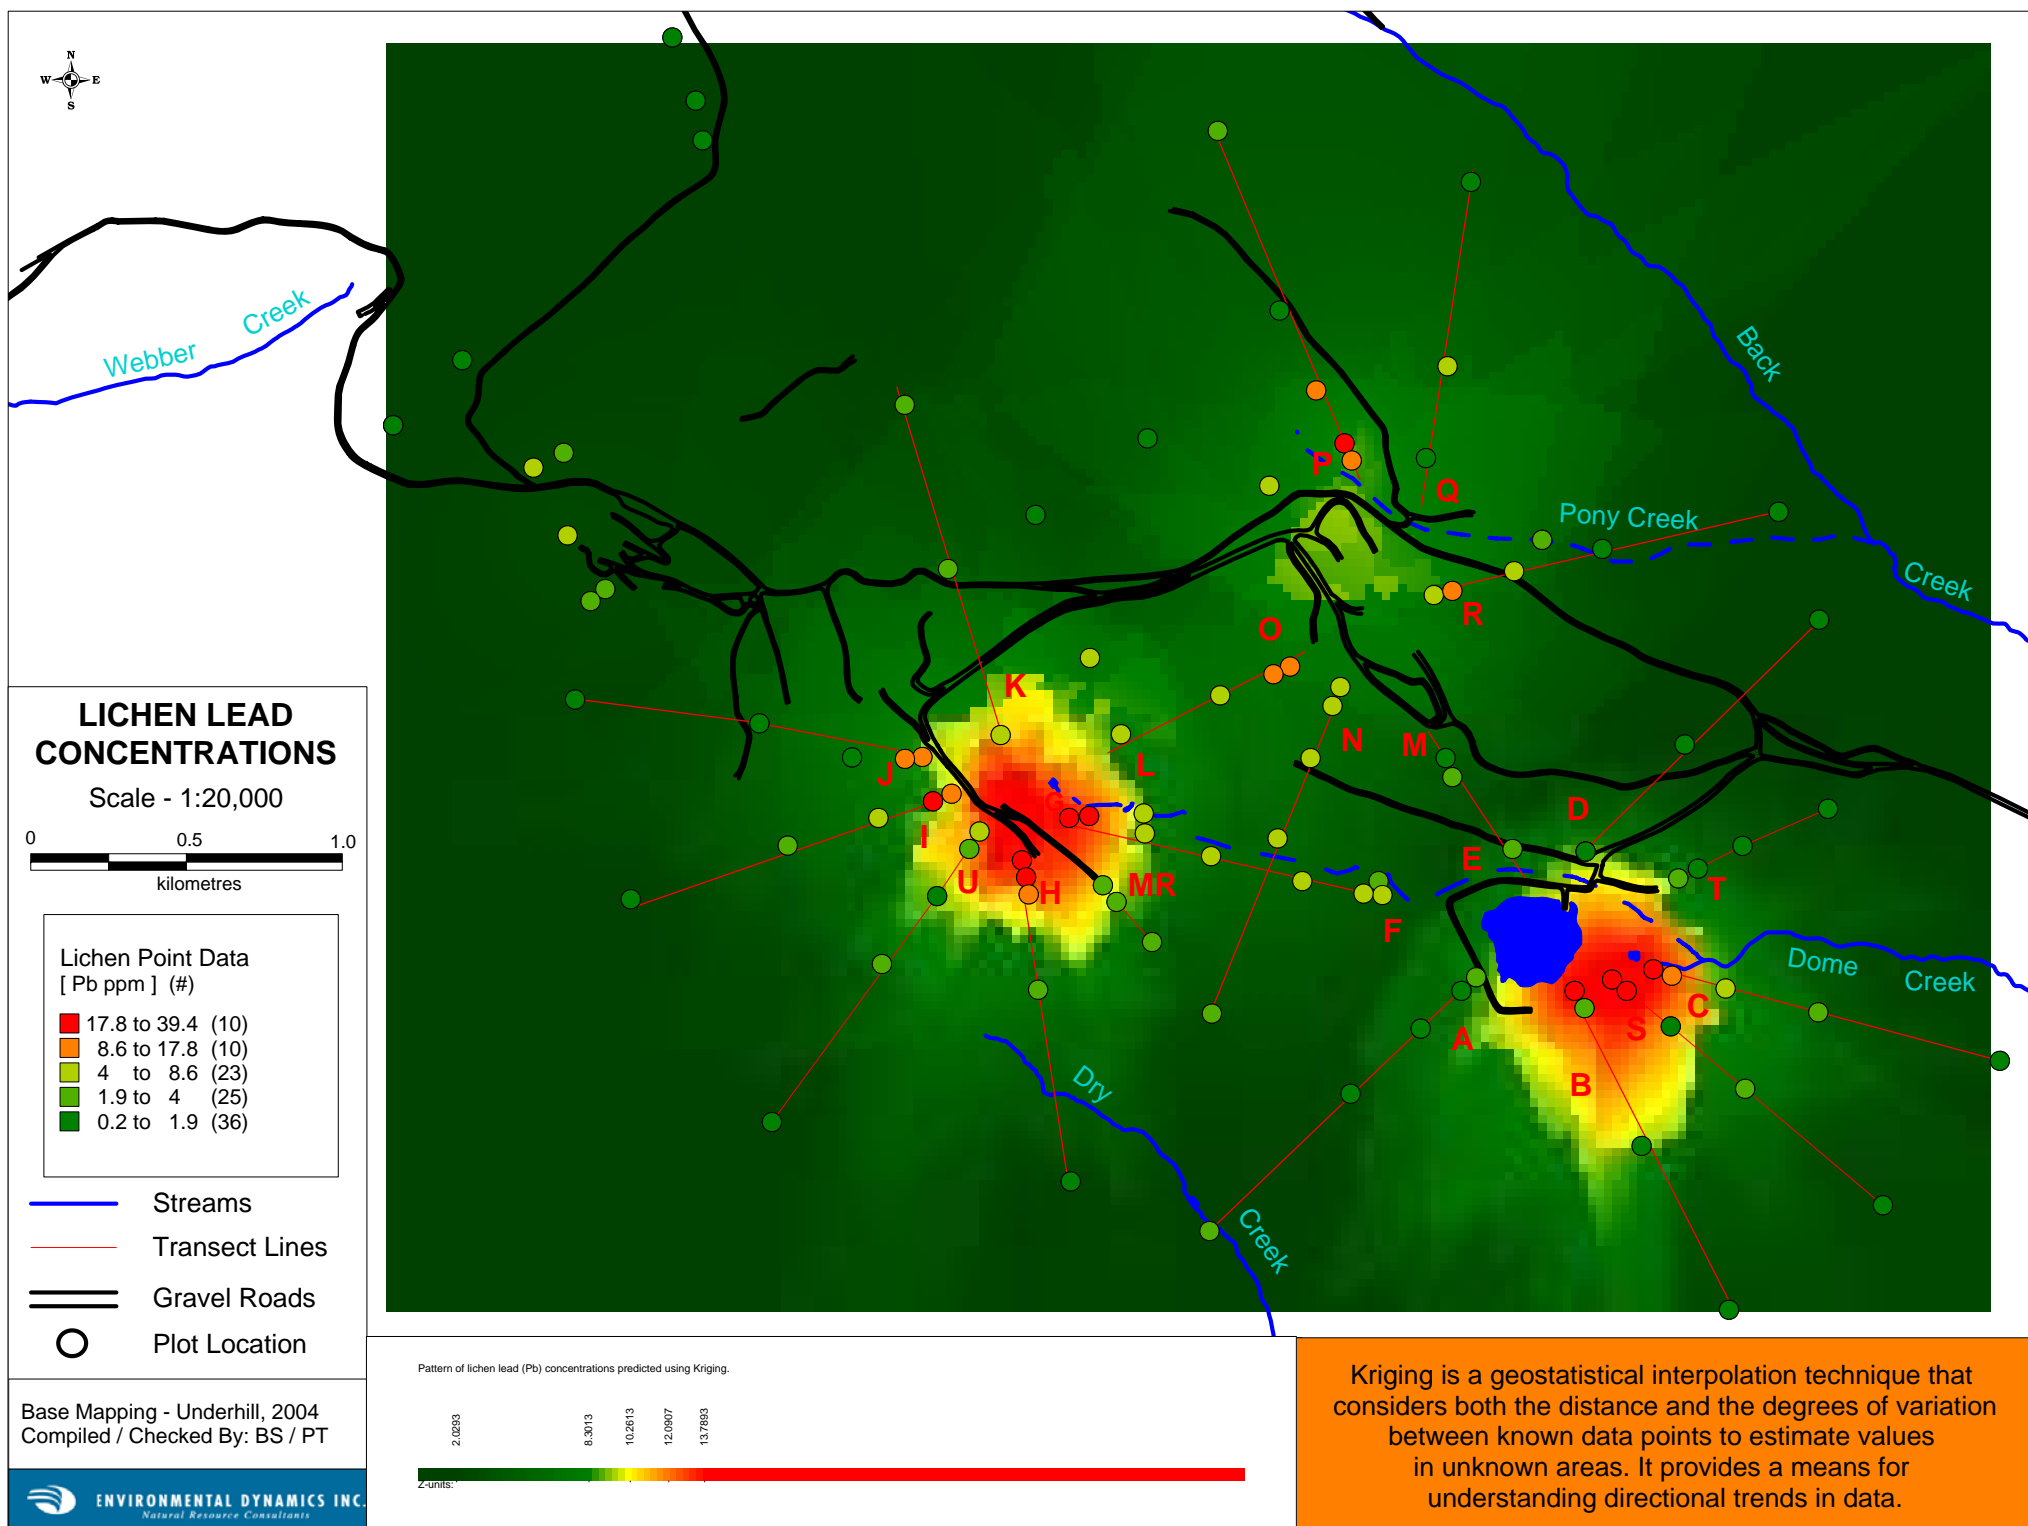 N
W E
S
Webber Creek
Back
Creek
Pony Creek
P
Q
R
O
K
N
M
L
J
G
D
I
E
U
H
MR
T
F
Dome Creek
C
S
A
B
Dry
Creek
LICHEN LEAD
CONCENTRATIONS
Scale - 1:20,000
0 0.5 1.0
kilometres
Lichen Point Data
[ Pb ppm ] (#)
17.8 to 39.4 (10)
8.6 to 17.8 (10)
4 to 8.6 (23)
1.9 to 4 (25)
0.2 to 1.9 (36)
Streams
Transect Lines
Gravel Roads
Plot Location
Base Mapping - Underhill, 2004
Compiled / Checked By: BS / PT
ENVIRONMENTAL DYNAMICS INC.
Natural Resource Consultants
Pattern of lichen lead (Pb) concentrations predicted using Kriging.
2.0293
8.3013
10.2613
12.0907
13.7893
Z-units:
Kriging is a geostatistical interpolation technique that
considers both the distance and the degrees of variation
between known data points to estimate values
in unknown areas. It provides a means for
understanding directional trends in data.